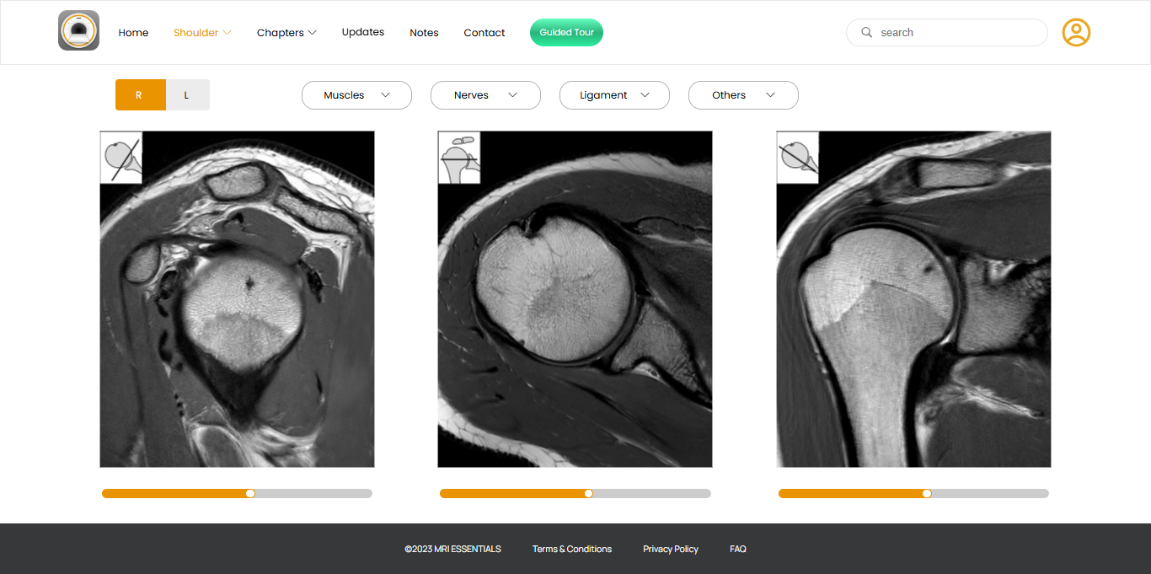 Home Shoulder Chapters Updates Notes Contact Guided Tour search
R L Muscles Nerves Ligament Others
©2023 MRI ESSENTIALS Terms & Conditions Privacy Policy FAQ